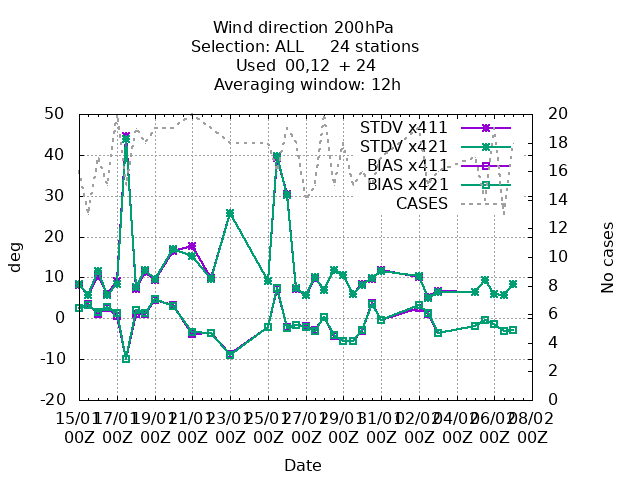 Wind direction 200hPa
Selection: ALL     24 stations
Used  00,12  + 24
Averaging window: 12h
50
40
30
20
10
0
-10
-20
deg
20
18
16
14
12
10
8
6
4
2
0
No cases
STDV x411
STDV x421
BIAS x411
BIAS x421
CASES
15/01 17/01 19/01 21/01 23/01 25/01 27/01 29/01 31/01 02/02 04/02 06/02 08/02
00Z 00Z 00Z 00Z 00Z 00Z 00Z 00Z 00Z 00Z 00Z 00Z 00Z
Date